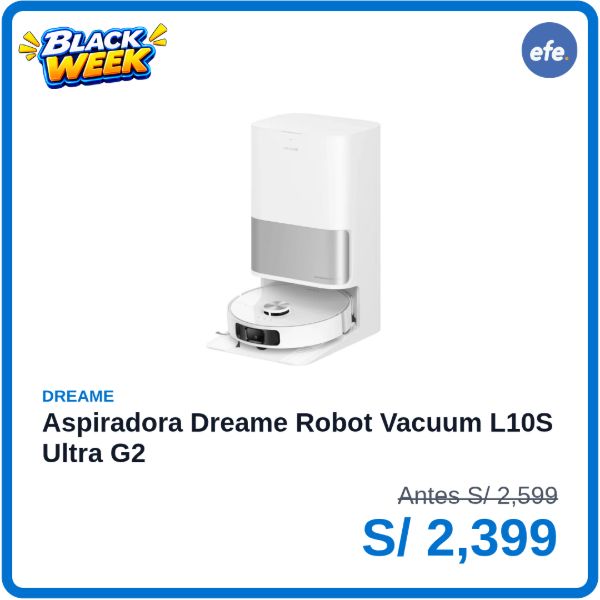 BLACK
WEEK
efe.
DREAME
Aspiradora Dreame Robot Vacuum L10S
Ultra G2
Antes S/ 2,599
S/ 2,399